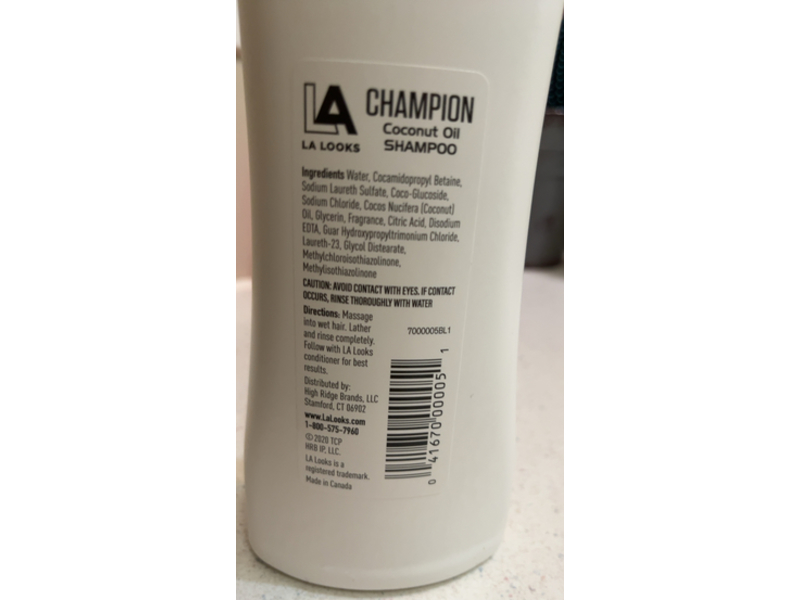 LA
LA LOOKS
CHAMPION
Coconut Oil
SHAMPOO
Ingredients Water, Cocamidopropyl Betaine,
Sodium Laureth Sulfate, Coco-Glucoside,
Sodium Chloride, Cocos Nucifera (Coconut)
Oil, Glycerin, Fragrance, Citric Acid, Disodium
EDTA, Guar Hydroxypropyltrimonium Chloride,
Laureth-23, Glycol Distearate,
Methylchloroisothiazolinone,
Methylisothiazolinone
CAUTION: AVOID CONTACT WITH EYES. IF CONTACT
OCCURS, RINSE THOROUGHLY WITH WATER
Directions: Massage
into wet hair. Lather
and rinse completely.
Follow with LA Looks
conditioner for best
results.
Distributed by:
High Ridge Brands, LLC
Stamford, CT 06902
www.LaLooks.com
1-800-575-7960
© 2020 TCP
HRB IP, LLC.
LA Looks is a
registered trademark.
Made in Canada
7000005BL1
0 41670 00005 1